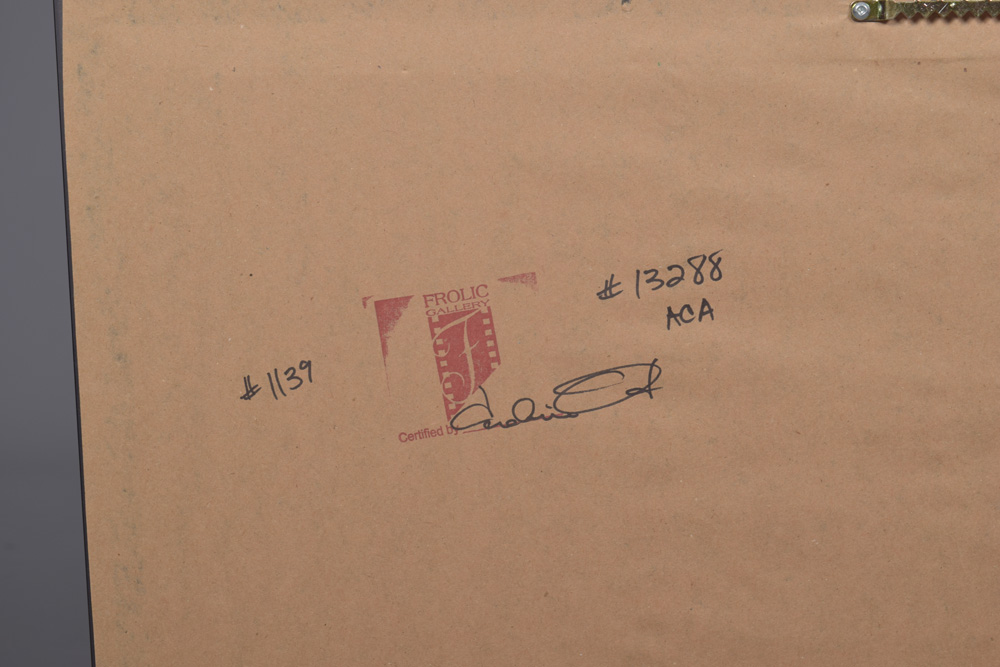 #1139
FROLIC
GALLERY
F
Certified by
#13288
ACA